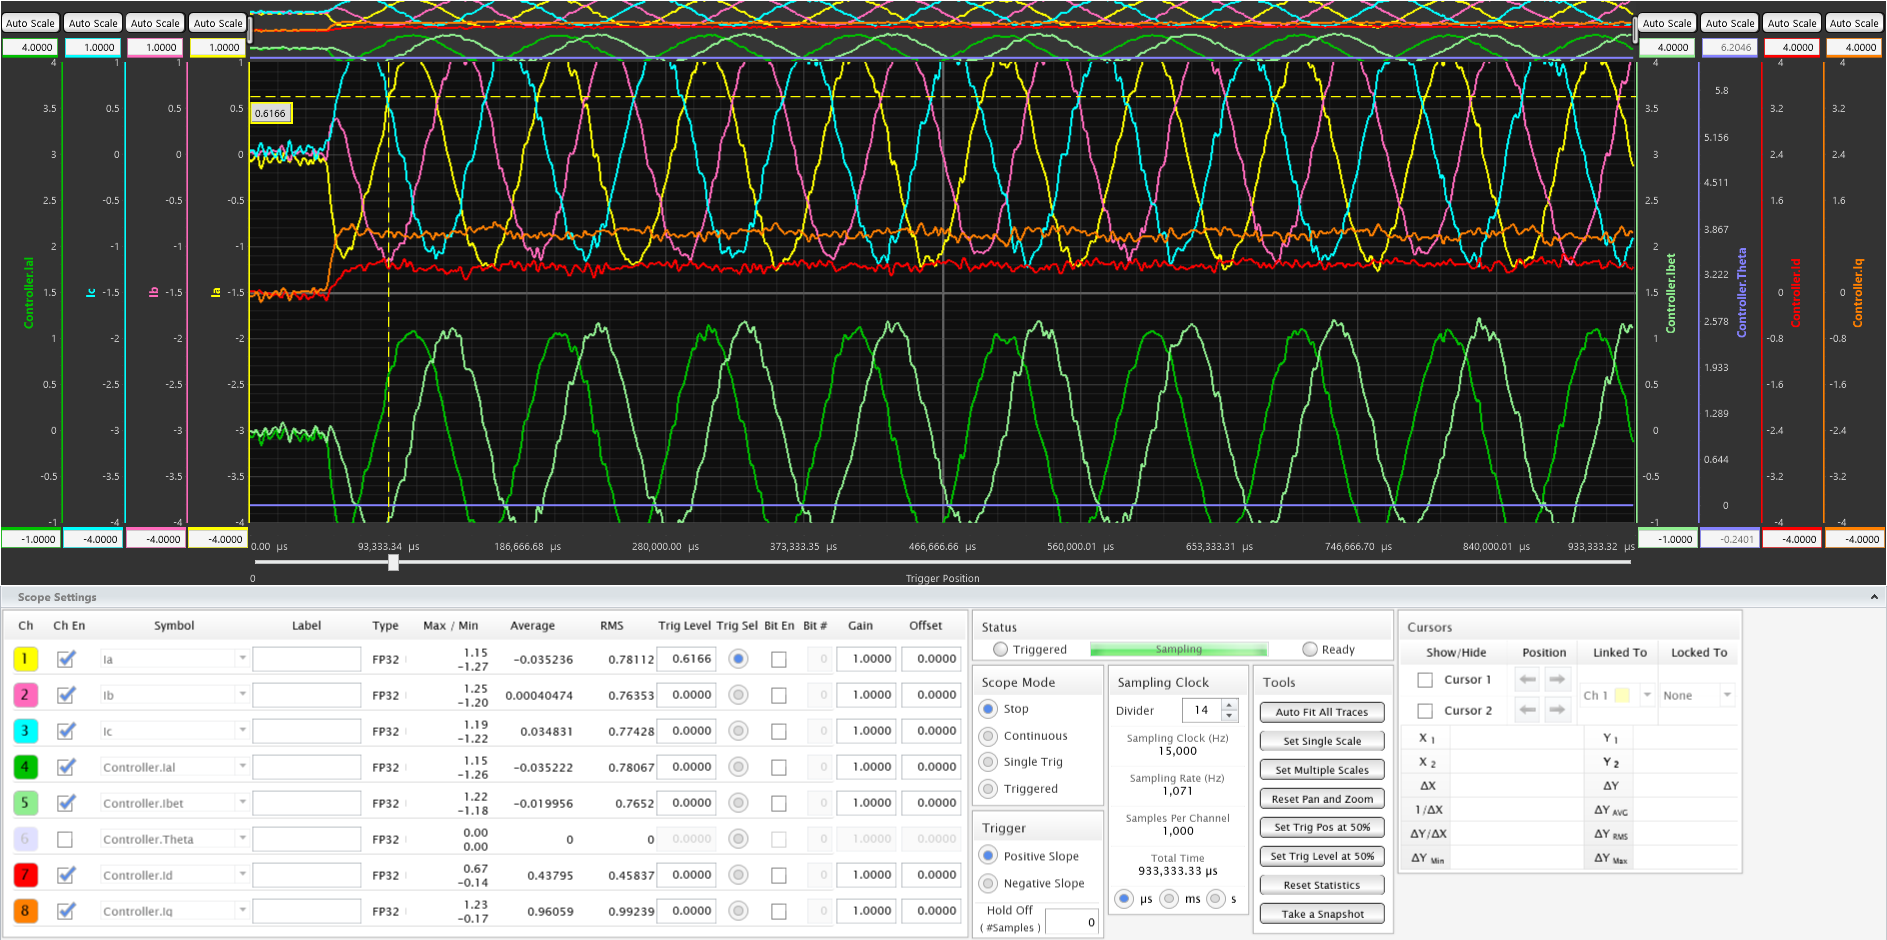 Auto Scale Auto Scale Auto Scale Auto Scale Auto Scale Auto Scale Auto Scale Auto Scale
4.0000 1.0000 1.0000 1.0000 4.0000 6.2046 4.0000 4.0000
4 1 1 1 4 4 4
3.5 0.5 0.5 0.5 3.5 5.8 3.2 3.2
0.6166
3 0 0 0 3 5.156 2.4 2.4
2.5 -0.5 -0.5 -0.5 2.5 4.511 1.6 1.6
2 -1 -1 -1 2 3.867
1.5 -1.5 -1.5 -1.5 1.5 3.222 0 0
1 -2 -2 -2 1 2.578 -0.8 -0.8
0.5 -2.5 -2.5 -2.5 0.5 1.933 -1.6 -1.6
0 -3 -3 -3 0 1.289 -2.4 -2.4
-0.5 -3.5 -3.5 -3.5 -0.5 0.644 -3.2 -3.2
-1 -4 -4 -4 -1 0 -4 -4
Controller.Ial
Ic
Ib
Ia
Controller.Ibet
Controller.Theta
Controller.Id
Controller.Iq
-1.0000 -4.0000 -4.0000 -4.0000 -1.0000 -0.2401 -4.0000 -4.0000
0.00 µs 93,333.34 µs 186,666.68 µs 280,000.00 µs 373,333.35 µs 466,666.66 µs 560,000.01 µs 653,333.31 µs 746,666.70 µs 840,000.01 µs 933,333.32 µs
0 Trigger Position
Scope Settings
Ch Ch En Symbol Label Type Max / Min Average RMS Trig Level Trig Sel Bit En Bit # Gain Offset
1 Ia FP32 1.15 -1.27 -0.035236 0.78112 0.6166 0 1.0000 0.0000
2 Ib FP32 1.25 -1.20 0.00040474 0.76353 0.0000 0 1.0000 0.0000
3 Ic FP32 1.19 -1.22 0.034831 0.77428 0.0000 0 1.0000 0.0000
4 Controller.Ial FP32 1.15 -1.26 -0.035222 0.78067 0.0000 0 1.0000 0.0000
5 Controller.Ibet FP32 1.22 -1.18 -0.019956 0.7652 0.0000 0 1.0000 0.0000
6 Controller.Theta FP32 0.00 0.00 0 0 0.0000 0 1.0000 0.0000
7 Controller.Id FP32 0.67 -0.14 0.43795 0.45837 0.0000 0 1.0000 0.0000
8 Controller.Iq FP32 1.23 -0.17 0.96059 0.99239 0.0000 0 1.0000 0.0000
Status
Triggered Sampling Ready
Scope Mode
Stop
Continuous
Single Trig
Triggered
Trigger
Positive Slope
Negative Slope
Hold Off
( #Samples ) 0
Sampling Clock
Divider 14
Sampling Clock (Hz)
15,000
Sampling Rate (Hz)
1,071
Samples Per Channel
1,000
Total Time
933,333.33 µs
µs ms s
Tools
Auto Fit All Traces
Set Single Scale
Set Multiple Scales
Reset Pan and Zoom
Set Trig Pos at 50%
Set Trig Level at 50%
Reset Statistics
Take a Snapshot
Cursors
Show/Hide Position Linked To Locked To
Cursor 1
Ch 1 None
Cursor 2
X 1 Y 1
X 2 Y 2
ΔX ΔY
1/ΔX ΔY AVG
ΔY/ΔX ΔY RMS
ΔY Min ΔY Max